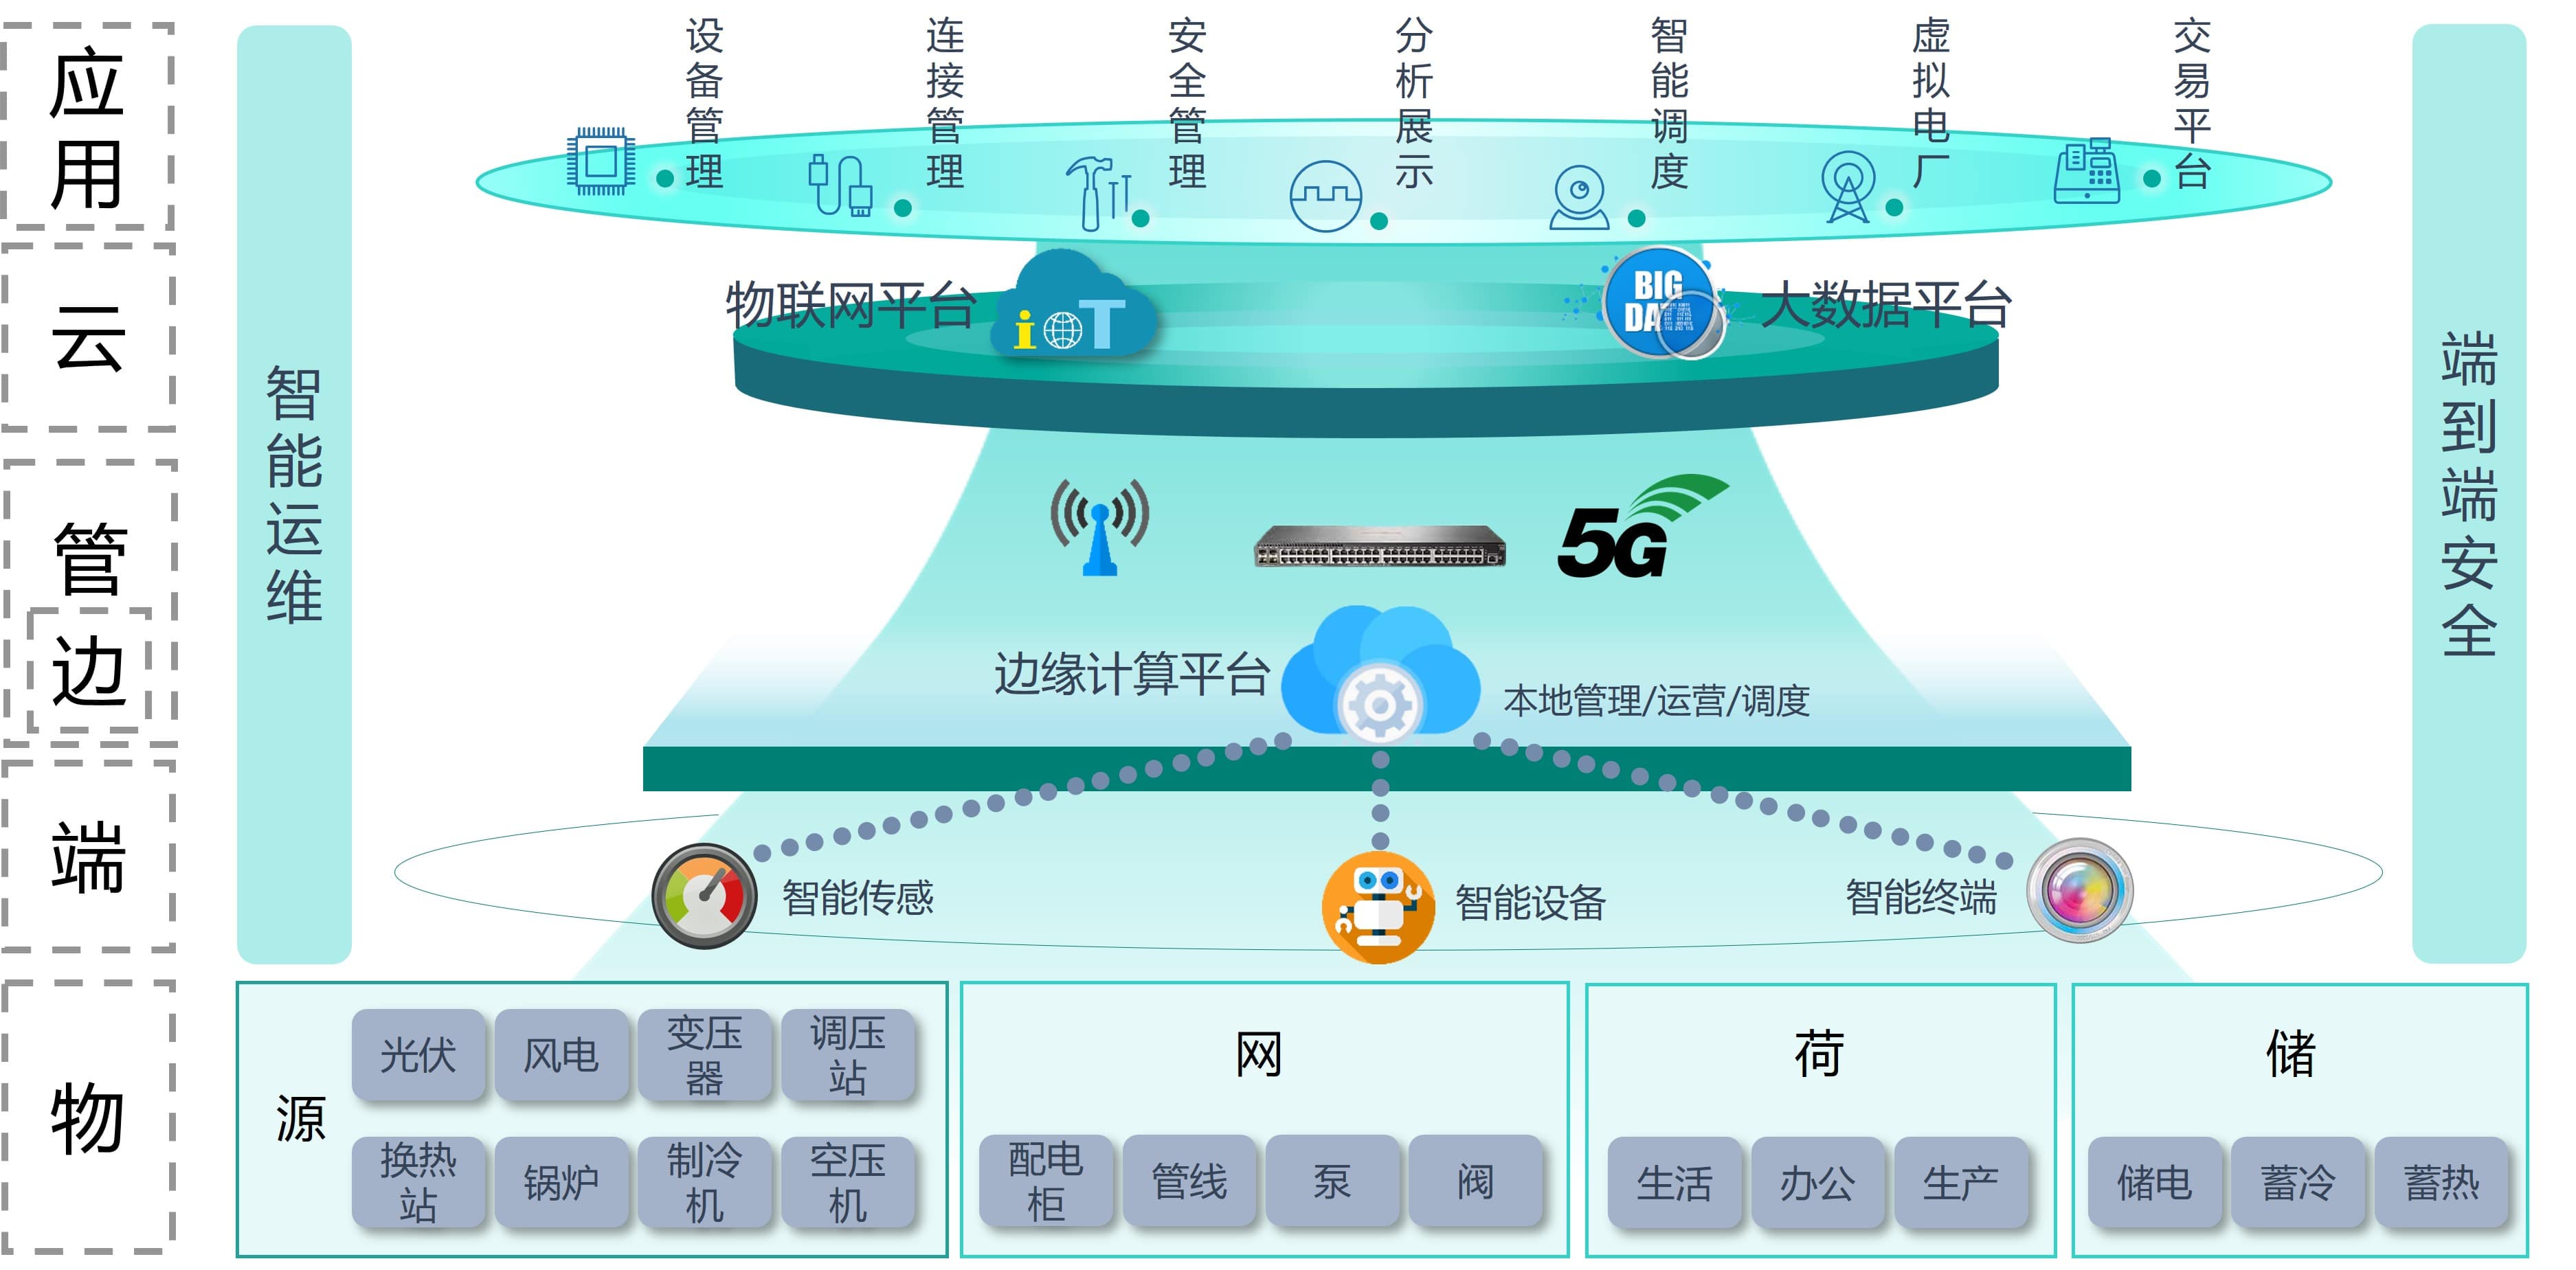 应用
设备管理
连接管理
安全管理
分析展示
智能调度
虚拟电厂
交易平台
云
物联网平台
iOT
BIG
DATA
大数据平台
智能运维
端到端安全
管
5G
边
边缘计算平台
本地管理/运营/调度
端
智能传感
智能设备
智能终端
物
源
光伏
风电
变压器
调压站
换热站
锅炉
制冷机
空压机
网
配电柜
管线
泵
阀
荷
生活
办公
生产
储
储电
蓄冷
蓄热